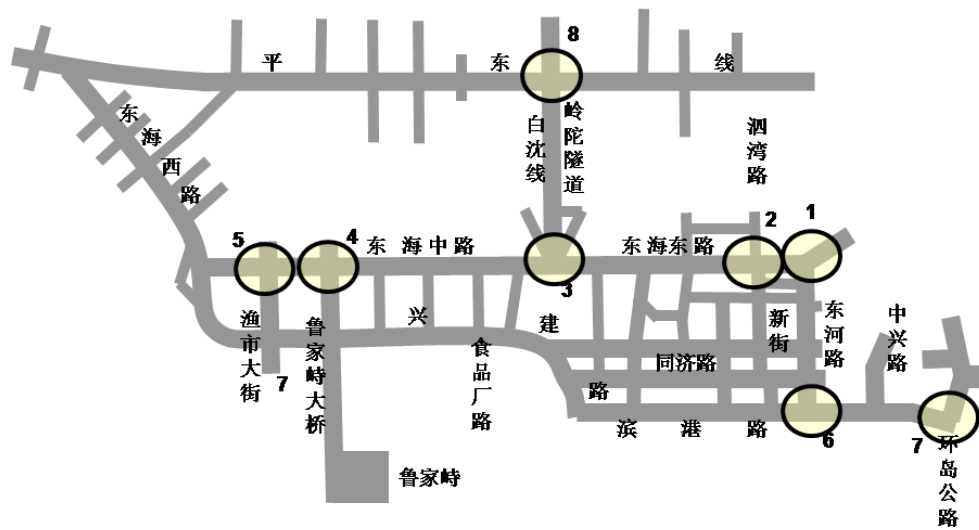 8
平东线
东海西路
白沈线
岭陀隧道
泗湾路
1
2
5
4
东海中路
东海东路
3
渔市大街
7
鲁家峙大桥
兴建路
食品厂路
同济路
新街
东河路
中兴路
滨港路
6
7
环岛公路
鲁家峙